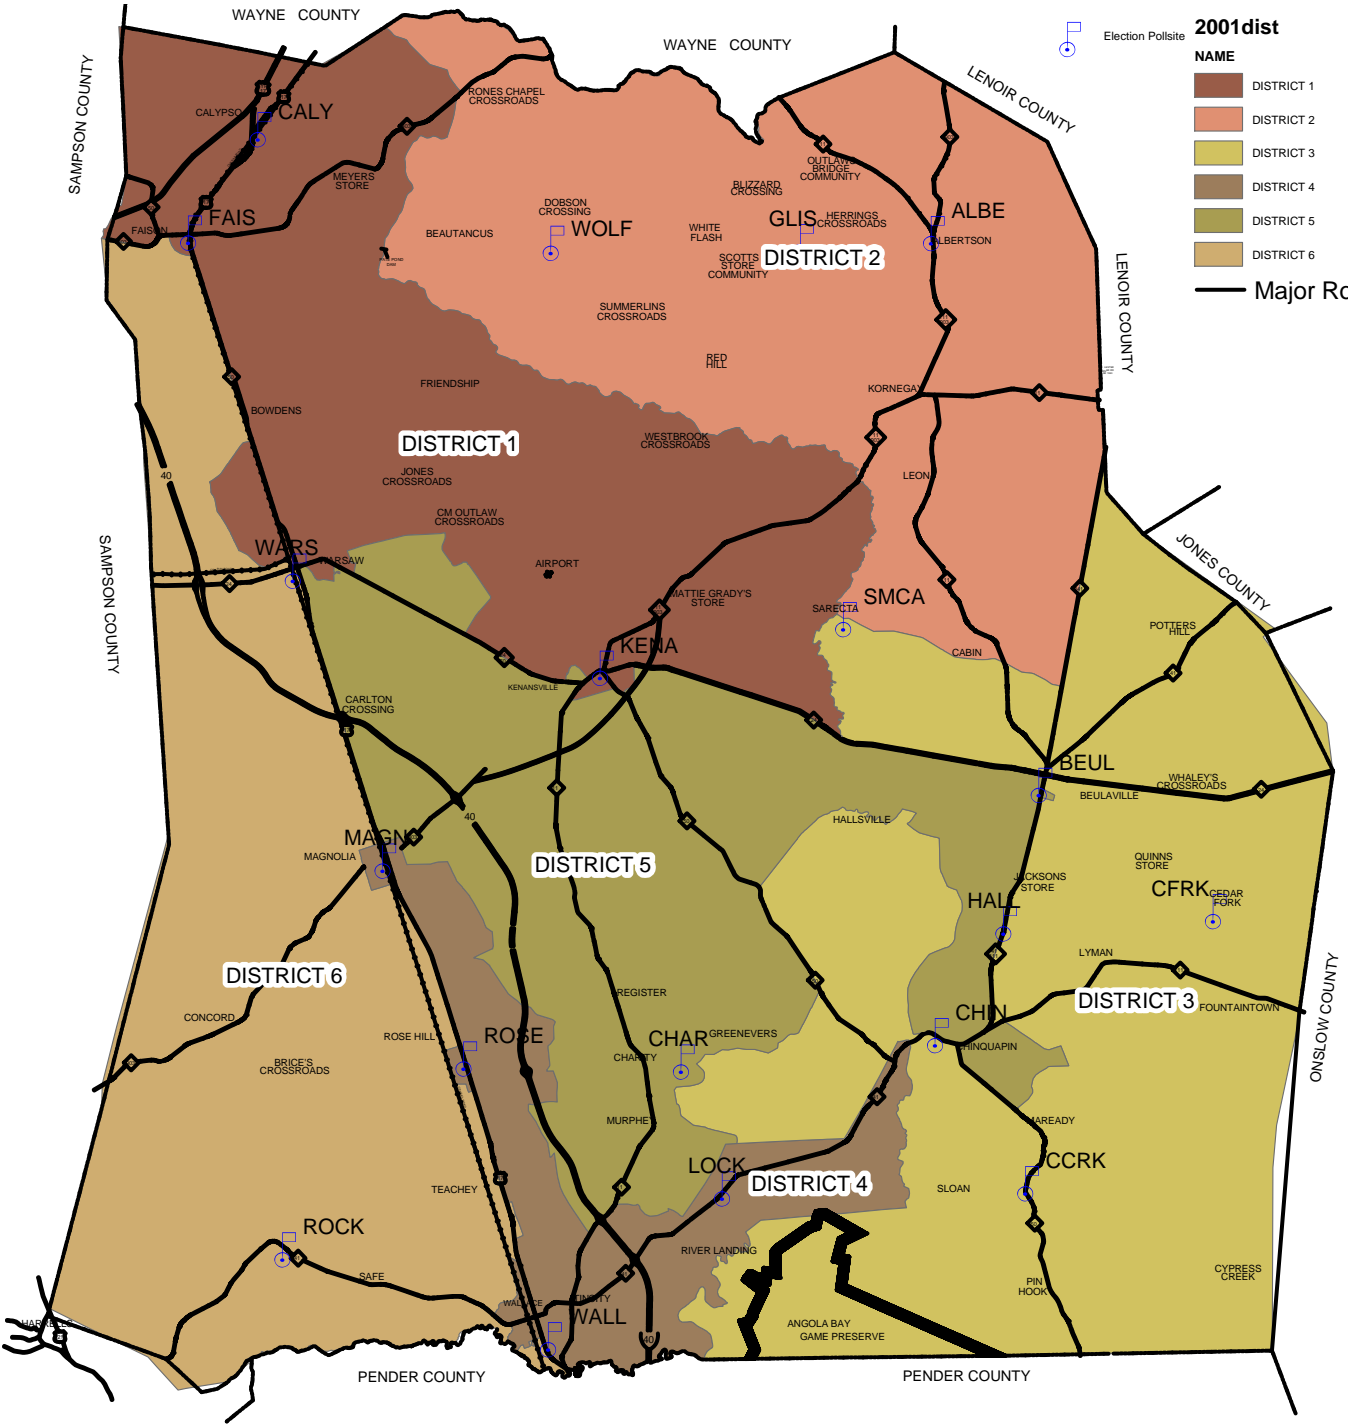 WAYNE COUNTY
WAYNE COUNTY
Election Pollsite
2001dist
NAME
DISTRICT 1
DISTRICT 2
DISTRICT 3
DISTRICT 4
DISTRICT 5
DISTRICT 6
Major Ro
SAMPSON COUNTY
LENOIR COUNTY
RONES CHAPEL
CROSSROADS
CALYPSO
CALY
MEYERS
STORE
OUTLAWS
BRIDGE
COMMUNITY
BLIZZARD
CROSSING
DOBSON
CROSSING
FAIS
FAISON
BEAUTANCUS
WOLF
WHITE
FLASH
GLIS
HERRINGS
CROSSROADS
ALBE
ALBERTSON
SCOTTS
STORE
COMMUNITY
DISTRICT 2
LENOIR COUNTY
SUMMERLINS
CROSSROADS
RED
HILL
FRIENDSHIP
KORNEGAY
BOWDENS
DISTRICT 1
WESTBROOK
CROSSROADS
40
JONES
CROSSROADS
LEON
CM OUTLAW
CROSSROADS
SAMPSON COUNTY
WARS
WARSAW
AIRPORT
JONES COUNTY
MATTIE GRADY'S
STORE
SARECTA
SMCA
POTTERS
HILL
KENA
CABIN
KENANSVILLE
CARLTON
CROSSING
BEUL
WHALEY'S
CROSSROADS
BEULAVILLE
40
HALLSVILLE
MAGN
MAGNOLIA
DISTRICT 5
QUINNS
STORE
JACKSONS
STORE
HALL
CFRK
CEDAR
FORK
LYMAN
DISTRICT 6
REGISTER
DISTRICT 3
FOUNTAINTOWN
CONCORD
ROSE HILL
ROSE
CHAR
GREENEVERS
CHIN
CHINQUAPIN
CHARITY
BRICE'S
CROSSROADS
ONSLOW COUNTY
MURPHEY
MAREADY
LOCK
CCRK
TEACHEY
DISTRICT 4
SLOAN
ROCK
RIVER LANDING
SAFE
PIN
HOOK
CYPRESS
CREEK
WALLACE
TIN CITY
WALL
HARRELLS
ANGOLA BAY
GAME PRESERVE
40
PENDER COUNTY
PENDER COUNTY